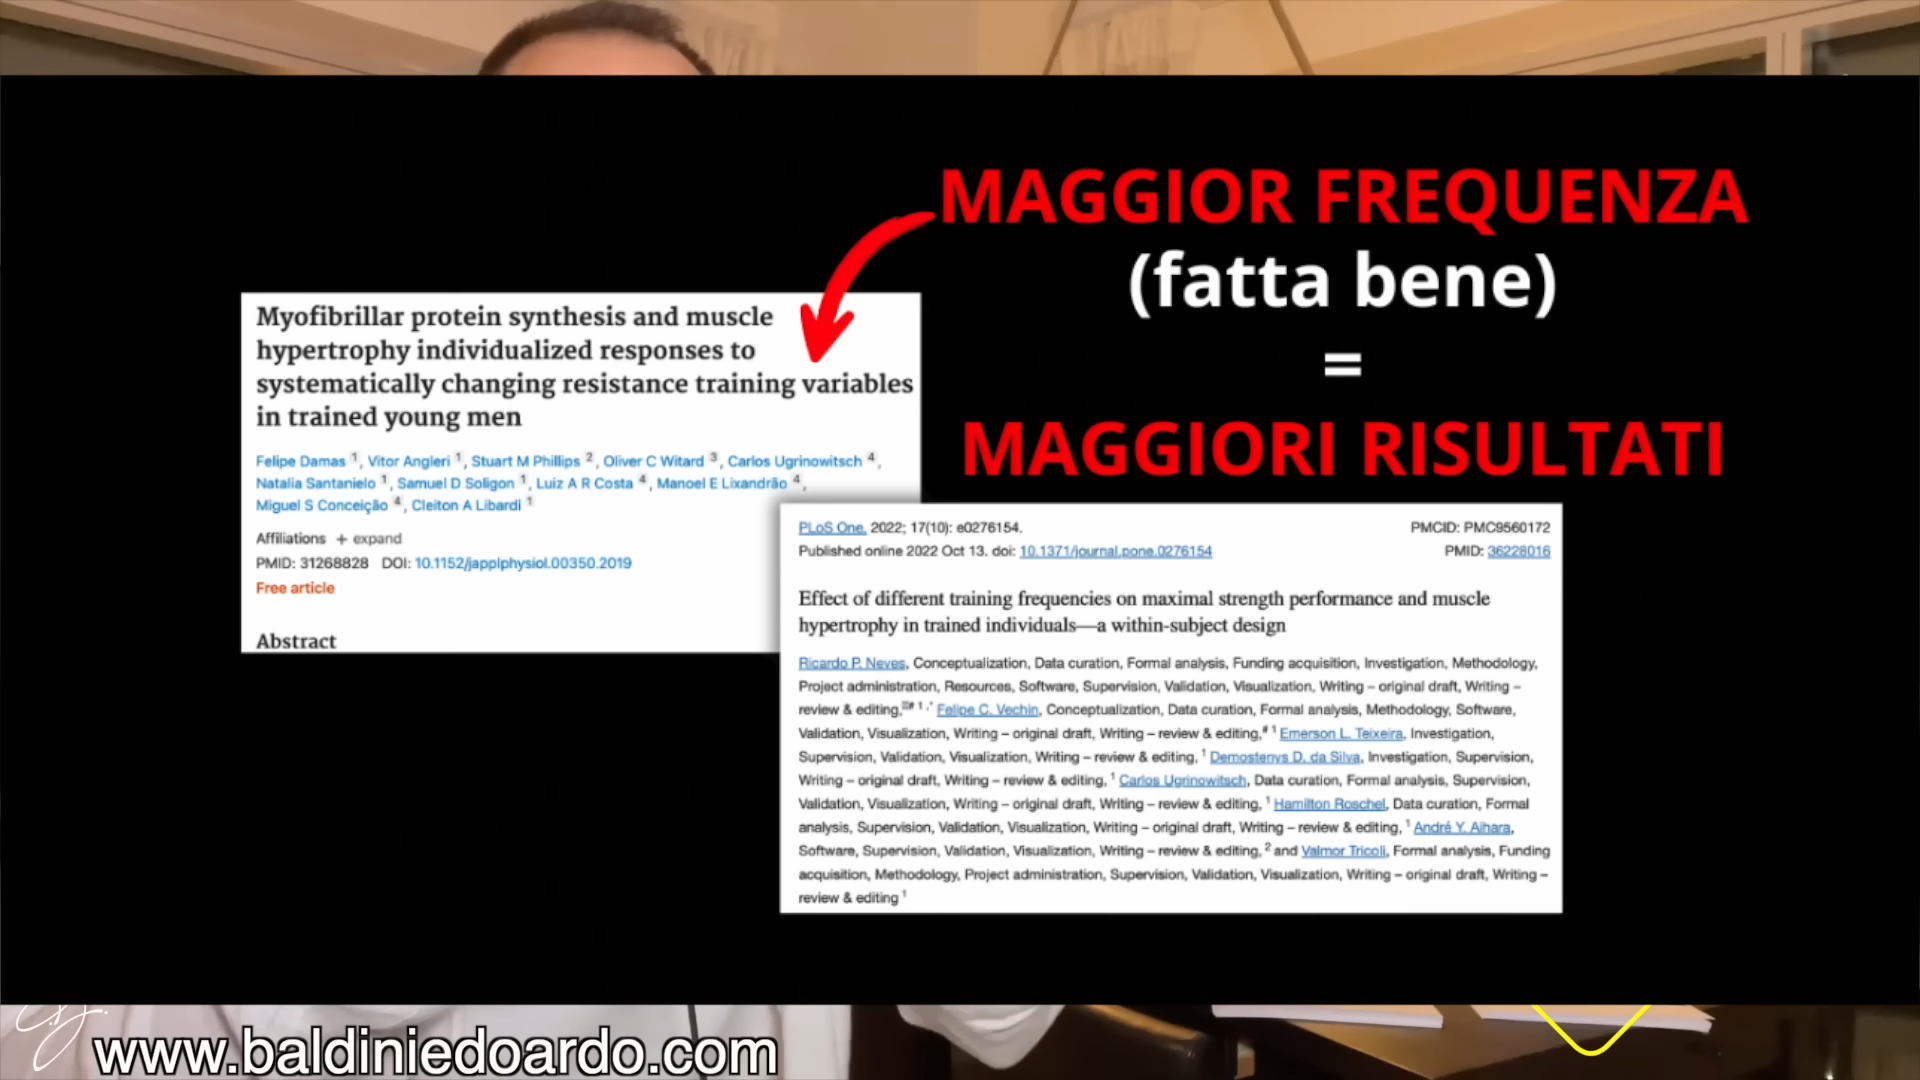 MAGGIOR FREQUENZA
(fatta bene)
=
MAGGIORI RISULTATI
Myofibrillar protein synthesis and muscle
hypertrophy individualized responses to
systematically changing resistance training variables
in trained young men
Felipe Damas 1, Vitor Angleri 1, Stuart M Phillips 2, Oliver C Witard 3, Carlos Ugrinowitsch 4,
Natalia Santanielo 1, Samuel D Soligon 1, Luiz A R Costa 4, Manoel E Lixandrão 4,
Miguel S Conceição 4, Cleiton A Libardi 1
Affiliations + expand
PMID: 31268828 DOI: 10.1152/japplphysiol.00350.2019
Free article
Abstract
PLoS One. 2022; 17(10): e0276154. PMCID: PMC9560172
Published online 2022 Oct 13. doi: 10.1371/journal.pone.0276154 PMID: 36228016
Effect of different training frequencies on maximal strength performance and muscle
hypertrophy in trained individuals—a within-subject design
Ricardo P. Neves, Conceptualization, Data curation, Formal analysis, Funding acquisition, Investigation, Methodology,
Project administration, Resources, Software, Supervision, Validation, Visualization, Writing – original draft, Writing –
review & editing, # 1 ,* Felipe C. Vechin, Conceptualization, Data curation, Formal analysis, Methodology, Software,
Validation, Visualization, Writing – original draft, Writing – review & editing,# 1 Emerson L. Teixeira, Investigation,
Supervision, Validation, Visualization, Writing – review & editing, 1 Demostenys D. da Silva, Investigation, Supervision,
Writing – original draft, Writing – review & editing, 1 Carlos Ugrinowitsch, Data curation, Formal analysis, Supervision,
Validation, Visualization, Writing – original draft, Writing – review & editing, 1 Hamilton Roschel, Data curation, Formal
analysis, Supervision, Validation, Visualization, Writing – original draft, Writing – review & editing, 1 André Y. Aihara,
Software, Supervision, Validation, Visualization, Writing – review & editing, 2 and Valmor Tricoli, Formal analysis, Funding
acquisition, Methodology, Project administration, Supervision, Validation, Visualization, Writing – original draft, Writing –
review & editing 1
www.baldiniedoardo.com